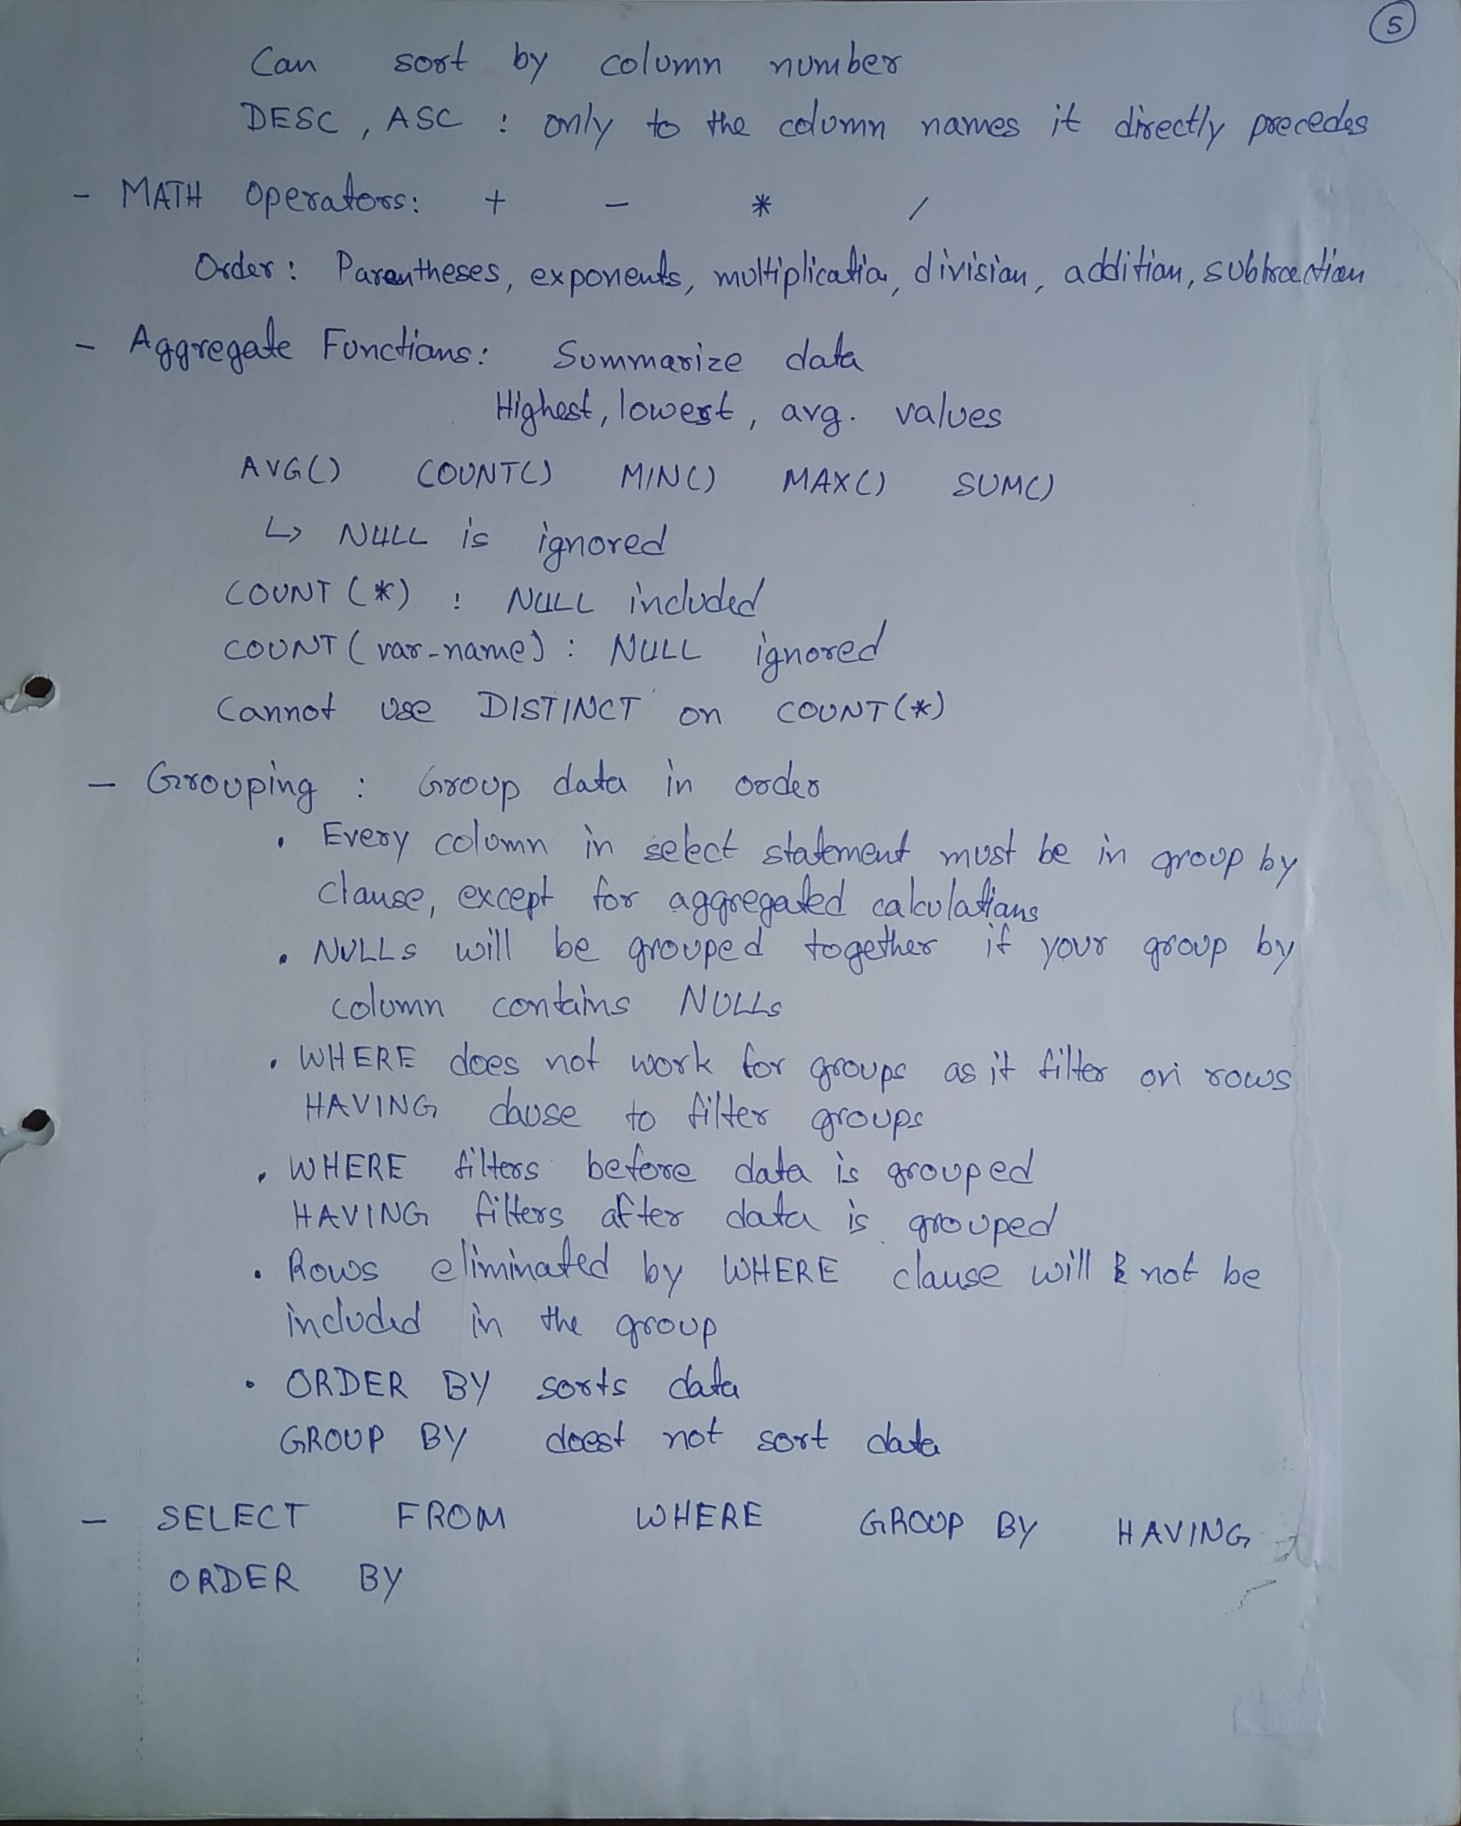 5
Can sort by column number
DESC, ASC : only to the column names it directly precedes
- MATH Operators: + - * /
Order: Parentheses, exponents, multiplicatio, division, addition, subtraction
- Aggregate Functions: Summarize data
Highest, lowest, avg. values
AVG() COUNT() MIN() MAX() SUM()
↳ NULL is ignored
COUNT (*) : NULL included
COUNT (var-name) : NULL ignored
Cannot use DISTINCT on COUNT(*)
- Grouping : Group data in order
• Every column in select statement must be in group by
clause, except for aggregated calculations
• NULLs will be grouped together if your group by
column contains NULLs
• WHERE does not work for groups as it filter on rows
HAVING clause to filter groups
• WHERE filters before data is grouped
HAVING filters after data is grouped
• Rows eliminated by WHERE clause will not be
included in the group
• ORDER BY sorts data
GROUP BY doest not sort data
- SELECT FROM WHERE GROUP BY HAVING
ORDER BY